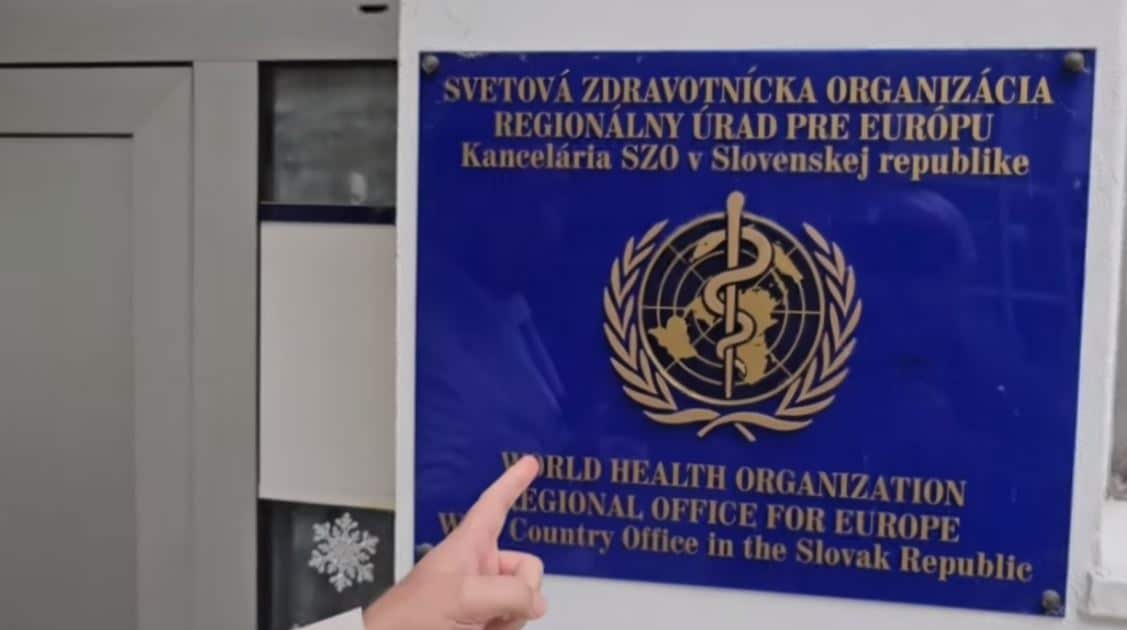 SVETOVÁ ZDRAVOTNÍCKA ORGANIZÁCIA
REGIONÁLNY ÚRAD PRE EURÓPU
Kancelária SZO v Slovenskej republike
WORLD HEALTH ORGANIZATION
REGIONAL OFFICE FOR EUROPE
Country Office in the Slovak Republic